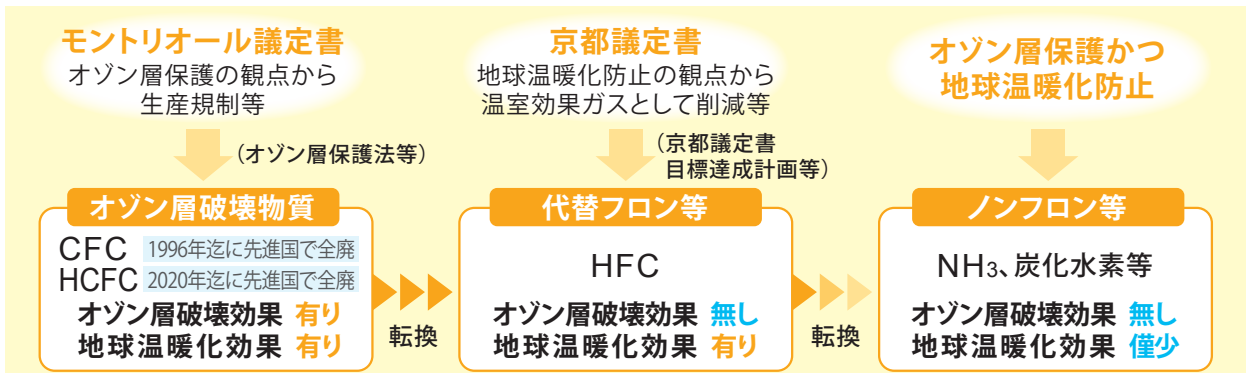 モントリオール議定書
オゾン層保護の観点から
生産規制等
(オゾン層保護法等)
オゾン層破壊物質
CFC 1996年迄に先進国で全廃
HCFC 2020年迄に先進国で全廃
オゾン層破壊効果 有り
地球温暖化効果 有り
転換
京都議定書
地球温暖化防止の観点から
温室効果ガスとして削減等
(京都議定書
目標達成計画等)
代替フロン等
HFC
オゾン層破壊効果 無し
地球温暖化効果 有り
転換
オゾン層保護かつ
地球温暖化防止
ノンフロン等
NH3、炭化水素等
オゾン層破壊効果 無し
地球温暖化効果 僅少